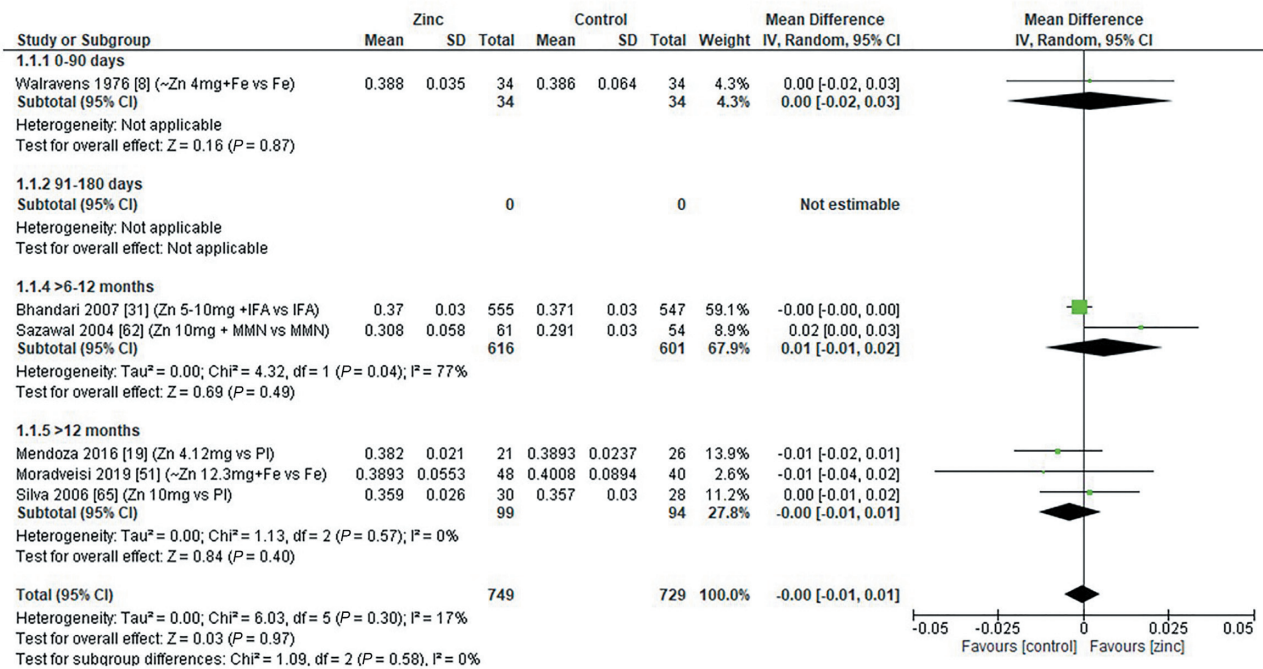 Zinc Control Mean Difference Mean Difference
Study or Subgroup Mean SD Total Mean SD Total Weight IV, Random, 95% CI IV, Random, 95% CI
1.1.1 0-90 days
Walravens 1976 [8] (~Zn 4mg+Fe vs Fe) 0.388 0.035 34 0.386 0.064 34 4.3% 0.00 [-0.02, 0.03]
Subtotal (95% CI) 34 34 4.3% 0.00 [-0.02, 0.03]
Heterogeneity: Not applicable
Test for overall effect: Z = 0.16 (P = 0.87)
1.1.2 91-180 days
Subtotal (95% CI) 0 0 Not estimable
Heterogeneity: Not applicable
Test for overall effect: Not applicable
1.1.4 >6-12 months
Bhandari 2007 [31] (Zn 5-10mg +IFA vs IFA) 0.37 0.03 555 0.371 0.03 547 59.1% -0.00 [-0.00, 0.00]
Sazawal 2004 [62] (Zn 10mg + MMN vs MMN) 0.308 0.058 61 0.291 0.03 54 8.9% 0.02 [0.00, 0.03]
Subtotal (95% CI) 616 601 67.9% 0.01 [-0.01, 0.02]
Heterogeneity: Tau² = 0.00; Chi² = 4.32, df = 1 (P = 0.04); I² = 77%
Test for overall effect: Z = 0.69 (P = 0.49)
1.1.5 >12 months
Mendoza 2016 [19] (Zn 4.12mg vs Pl) 0.382 0.021 21 0.3893 0.0237 26 13.9% -0.01 [-0.02, 0.01]
Moradveisi 2019 [51] (~Zn 12.3mg+Fe vs Fe) 0.3893 0.0553 48 0.4008 0.0894 40 2.6% -0.01 [-0.04, 0.02]
Silva 2006 [65] (Zn 10mg vs Pl) 0.359 0.026 30 0.357 0.03 28 11.2% 0.00 [-0.01, 0.02]
Subtotal (95% CI) 99 94 27.8% -0.00 [-0.01, 0.01]
Heterogeneity: Tau² = 0.00; Chi² = 1.13, df = 2 (P = 0.57); I² = 0%
Test for overall effect: Z = 0.84 (P = 0.40)
Total (95% CI) 749 729 100.0% -0.00 [-0.01, 0.01]
Heterogeneity: Tau² = 0.00; Chi² = 6.03, df = 5 (P = 0.30); I² = 17%
Test for overall effect: Z = 0.03 (P = 0.97)
Test for subgroup differences: Chi² = 1.09, df = 2 (P = 0.58), I² = 0%
-0.05 -0.025 0 0.025 0.05
Favours [control] Favours [zinc]